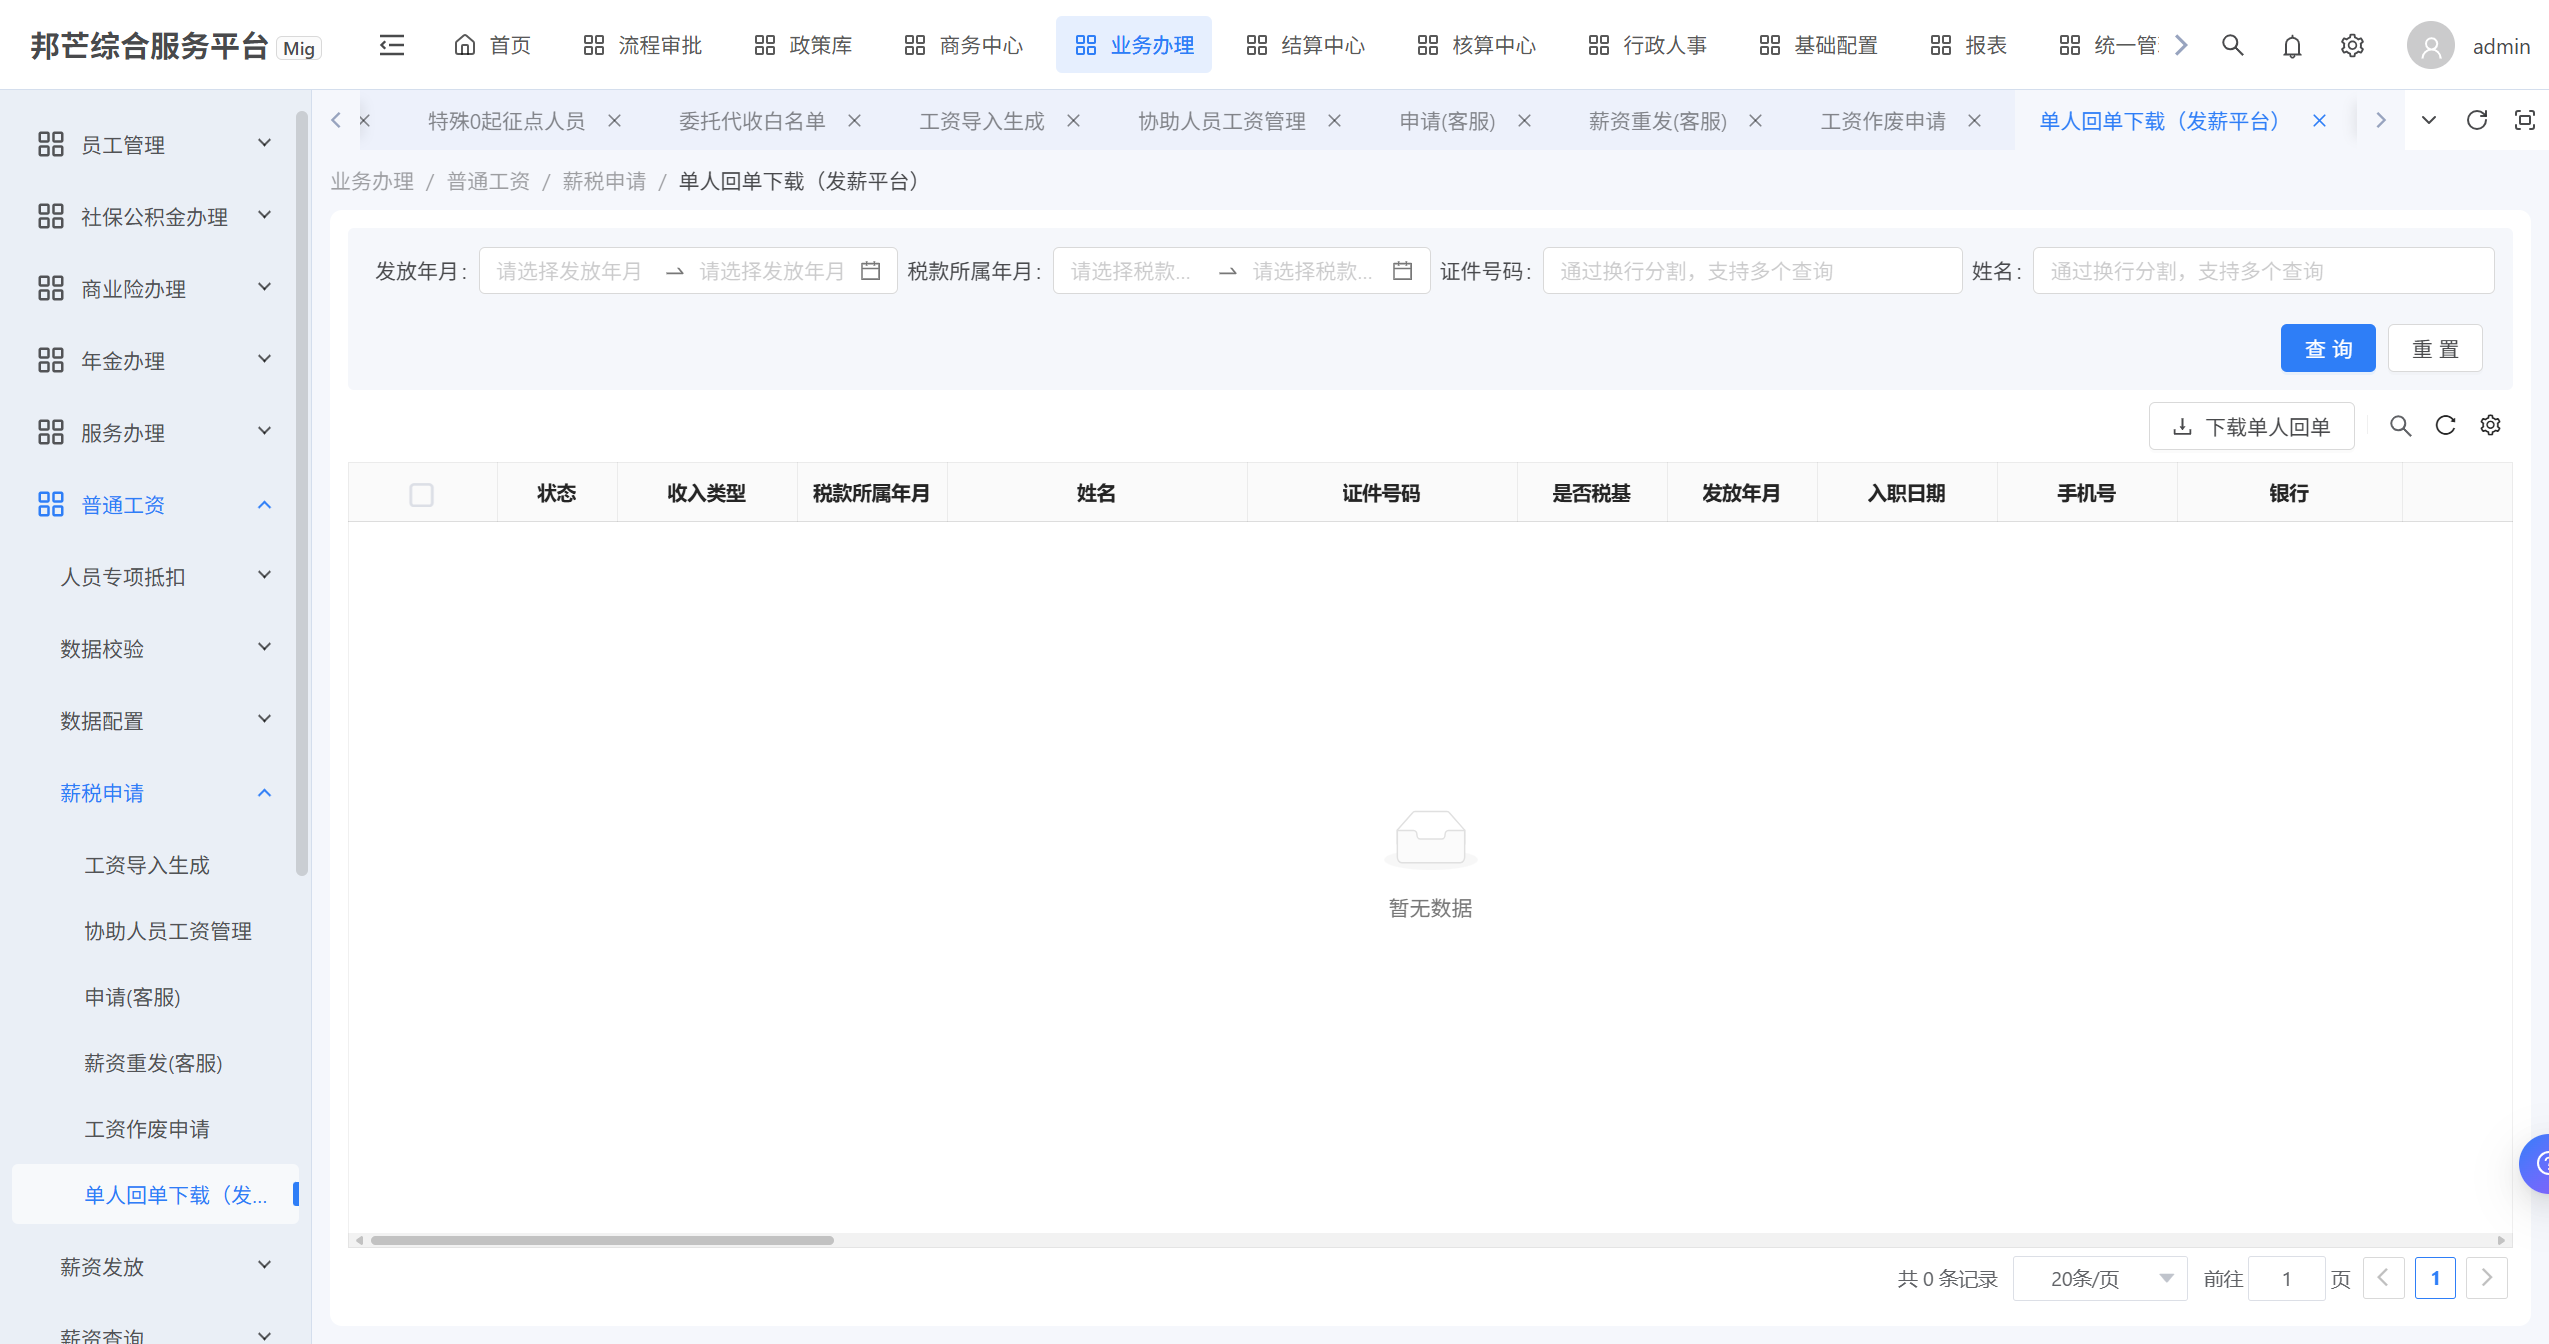 邦芒综合服务平台 Mig 首页 流程审批 政策库 商务中心 业务办理 结算中心 核算中心 行政人事 基础配置 报表 统一管 admin
特殊0起征点人员 委托代收白名单 工资导入生成 协助人员工资管理 申请(客服) 薪资重发(客服) 工资作废申请 单人回单下载（发薪平台）
业务办理 / 普通工资 / 薪税申请 / 单人回单下载（发薪平台）
员工管理
社保公积金办理
商业险办理
年金办理
服务办理
普通工资
人员专项抵扣
数据校验
数据配置
薪税申请
工资导入生成
协助人员工资管理
申请(客服)
薪资重发(客服)
工资作废申请
单人回单下载（发...
薪资发放
薪资查询
发放年月: 请选择发放年月 请选择发放年月 税款所属年月: 请选择税款... 请选择税款... 证件号码: 通过换行分割，支持多个查询 姓名: 通过换行分割，支持多个查询
查 询 重 置
下载单人回单
状态 收入类型 税款所属年月 姓名 证件号码 是否税基 发放年月 入职日期 手机号 银行
暂无数据
共 0 条记录 20条/页 前往 1 页 1